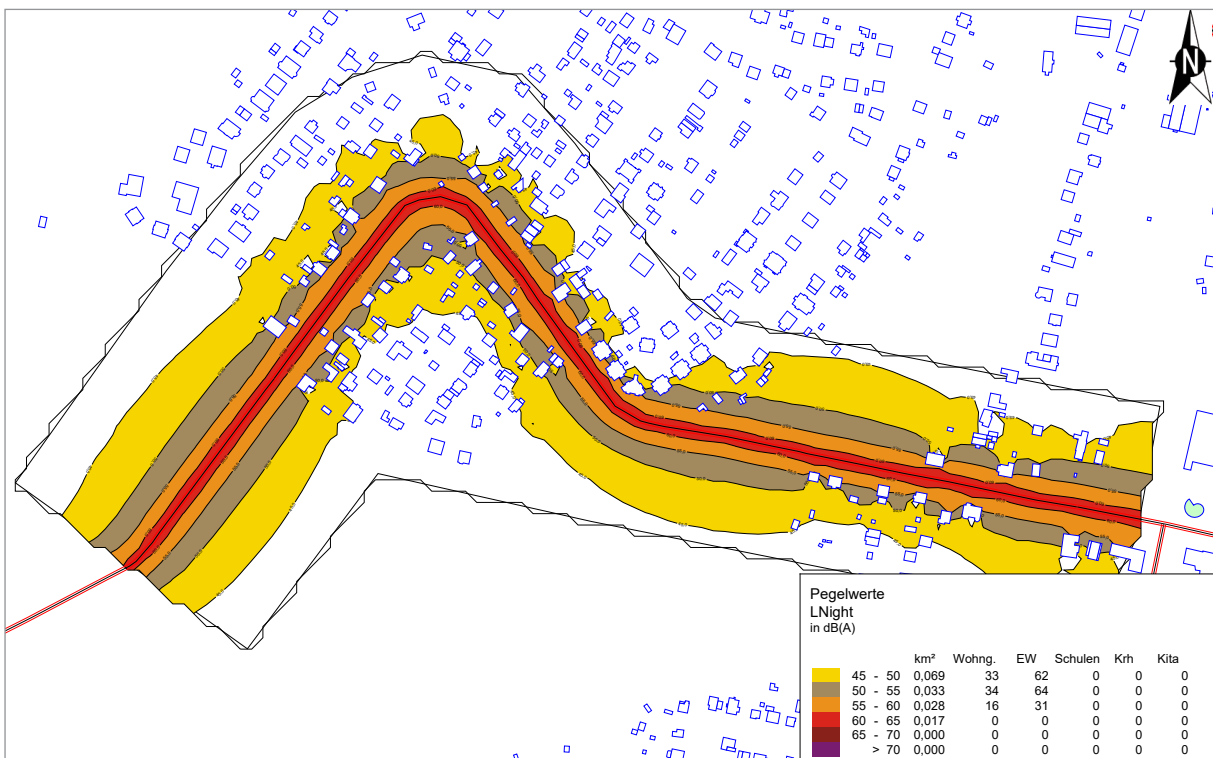 N
Pegelwerte
LNight
in dB(A)
km² Wohng. EW Schulen Krh Kita
45 - 50 0,069 33 62 0 0 0
50 - 55 0,033 34 64 0 0 0
55 - 60 0,028 16 31 0 0 0
60 - 65 0,017 0 0 0 0 0
65 - 70 0,000 0 0 0 0 0
> 70 0,000 0 0 0 0 0